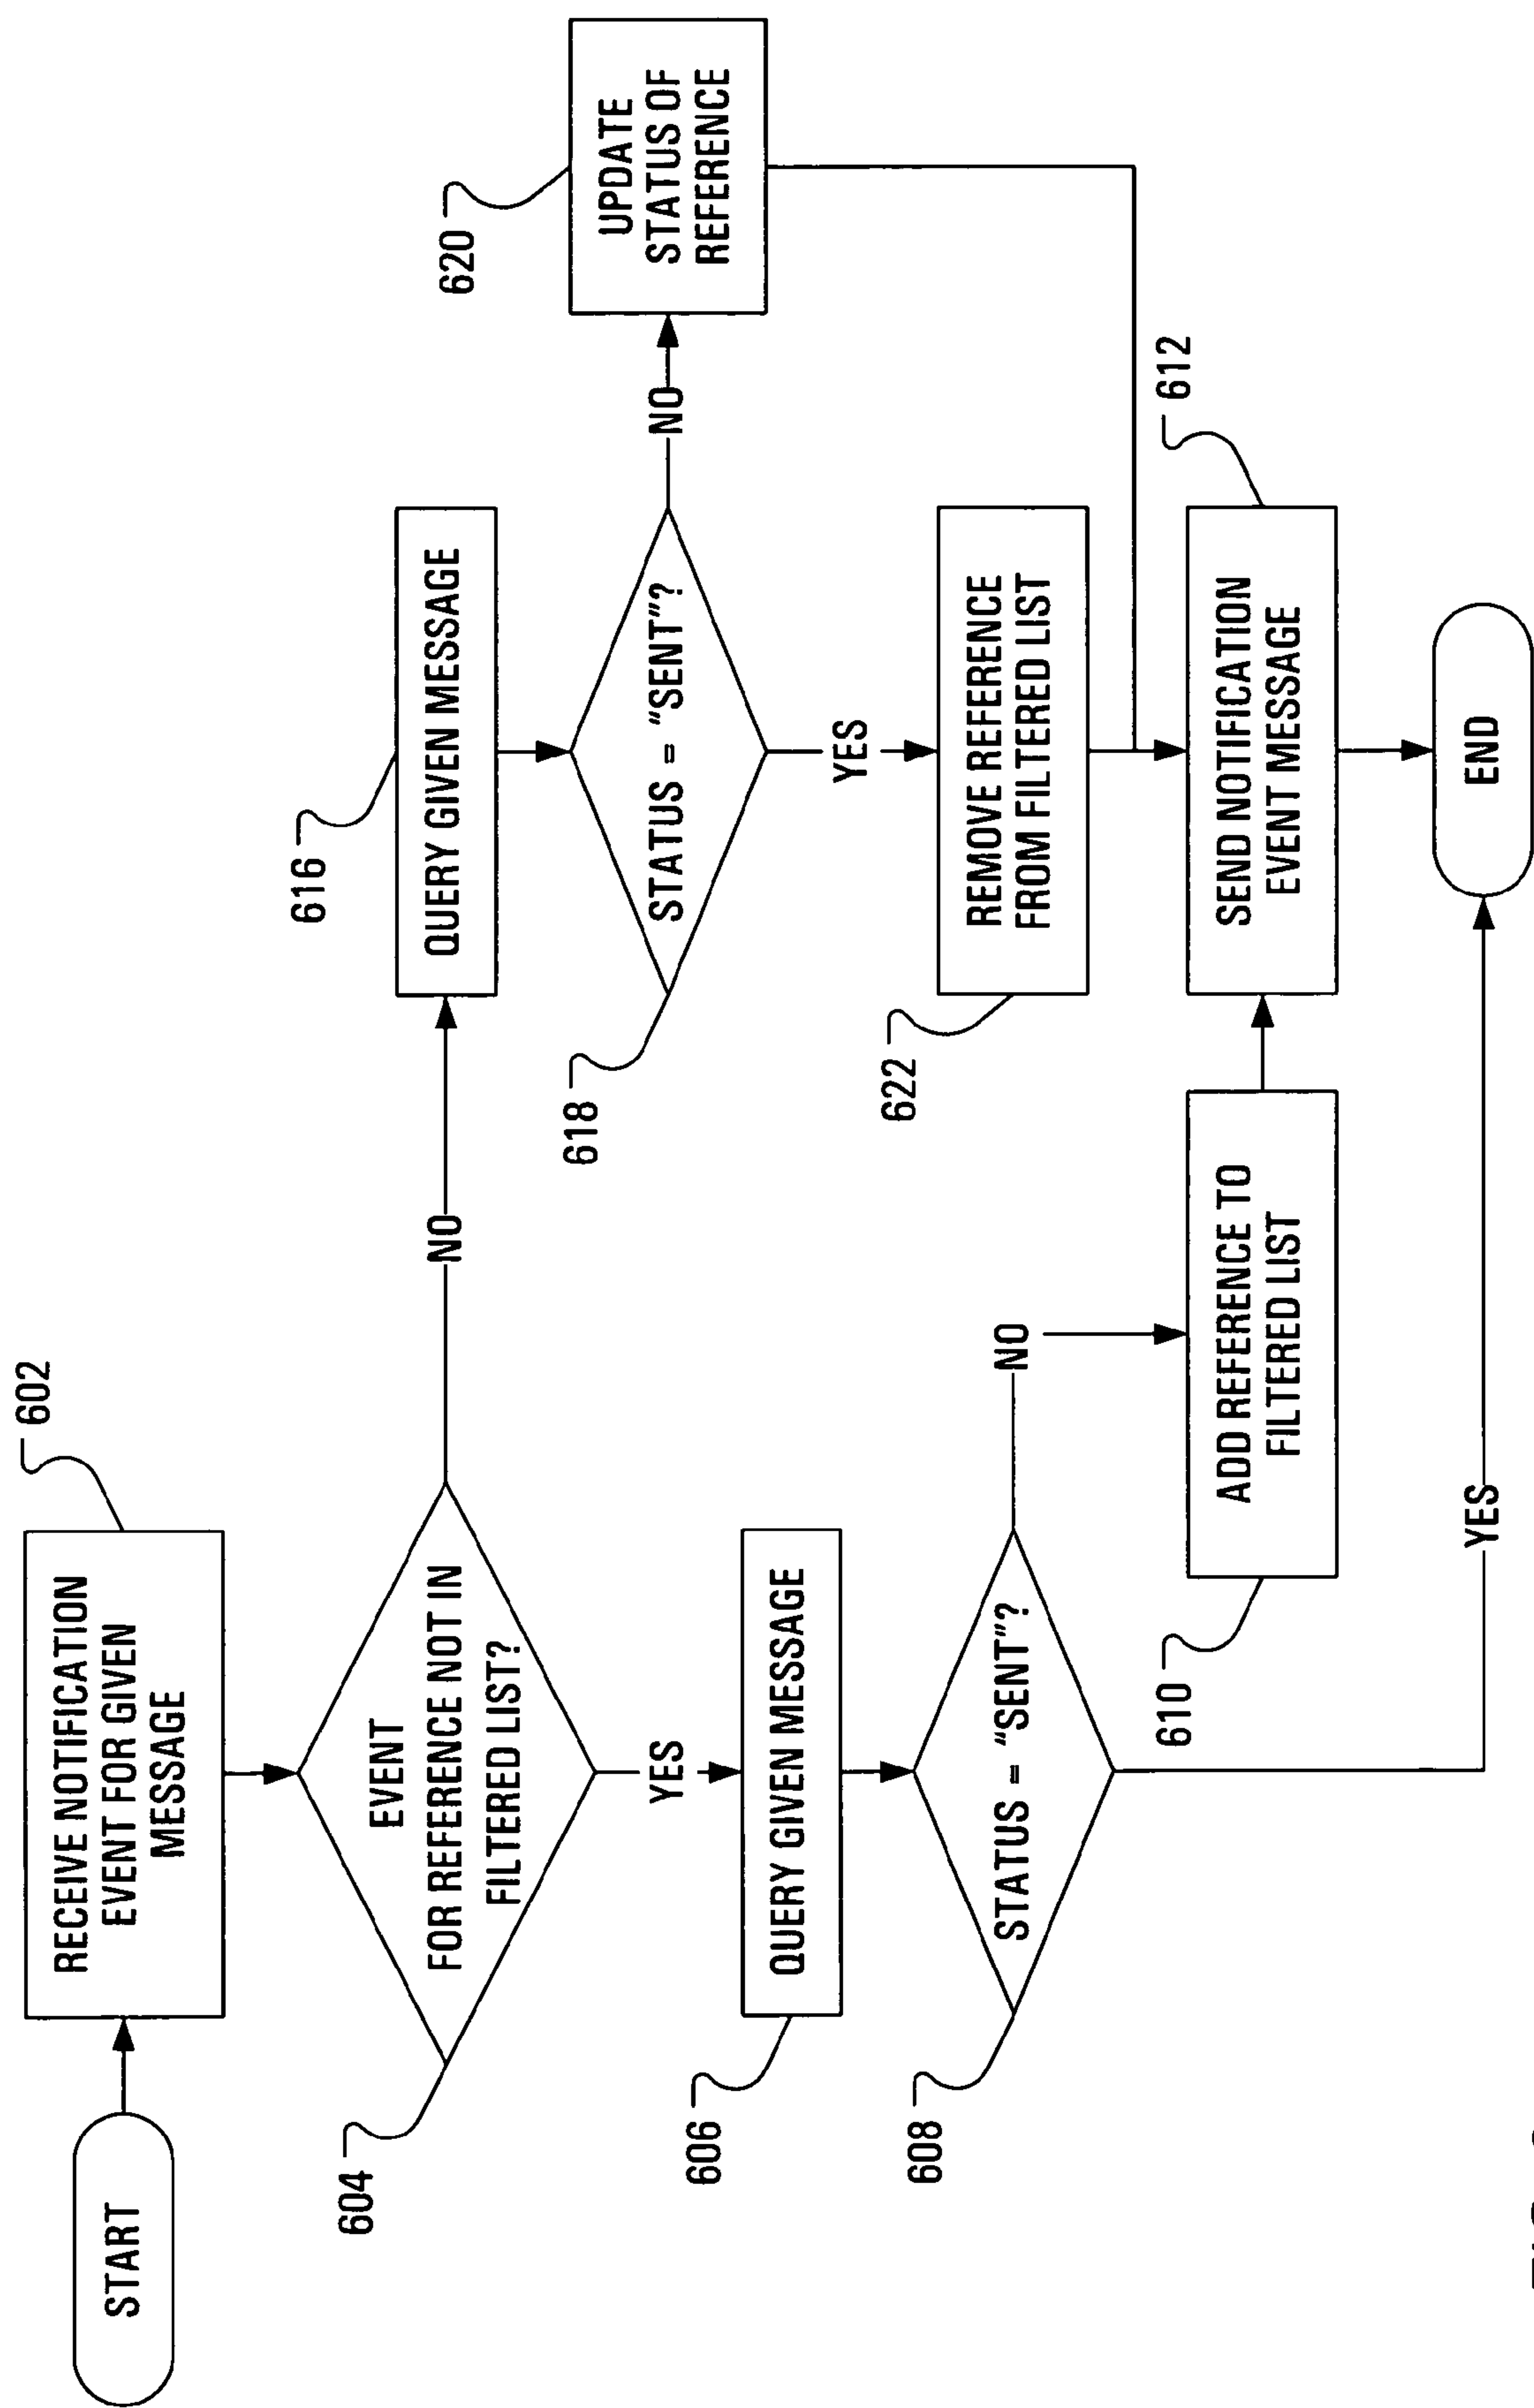 START
602
RECEIVE NOTIFICATION
EVENT FOR GIVEN
MESSAGE
604
EVENT
FOR REFERENCE NOT IN
FILTERED LIST?
NO
YES
606
QUERY GIVEN MESSAGE
608
STATUS = "SENT"?
NO
YES
610
ADD REFERENCE TO
FILTERED LIST
616
QUERY GIVEN MESSAGE
618
STATUS = "SENT"?
NO
YES
620
UPDATE
STATUS OF
REFERENCE
622
REMOVE REFERENCE
FROM FILTERED LIST
612
SEND NOTIFICATION
EVENT MESSAGE
END